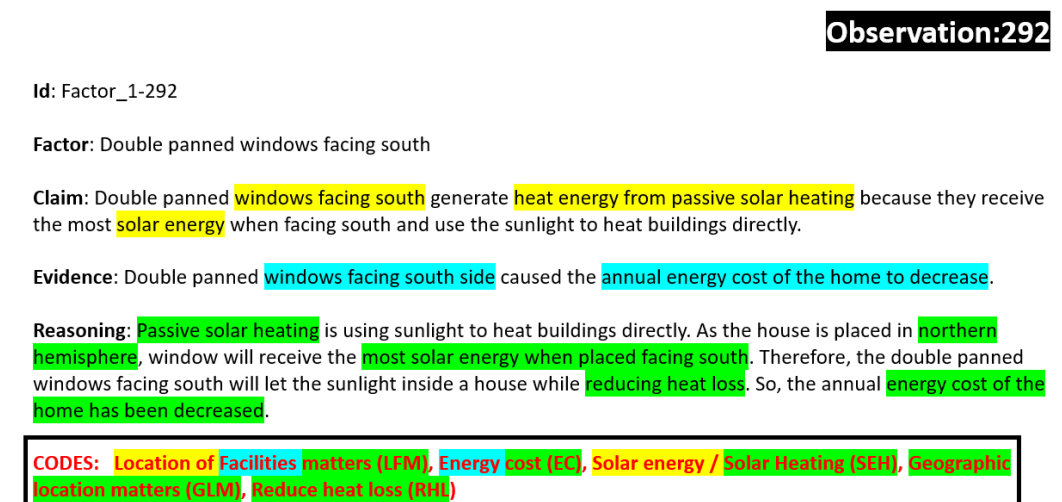 Observation:292
Id: Factor_1-292
Factor: Double panned windows facing south
Claim: Double panned windows facing south generate heat energy from passive solar heating because they receive
the most solar energy when facing south and use the sunlight to heat buildings directly.
Evidence: Double panned windows facing south side caused the annual energy cost of the home to decrease.
Reasoning: Passive solar heating is using sunlight to heat buildings directly. As the house is placed in northern
hemisphere, window will receive the most solar energy when placed facing south. Therefore, the double panned
windows facing south will let the sunlight inside a house while reducing heat loss. So, the annual energy cost of the
home has been decreased.
CODES: Location of Facilities matters (LFM), Energy cost (EC), Solar energy / Solar Heating (SEH), Geographic
location matters (GLM), Reduce heat loss (RHL)